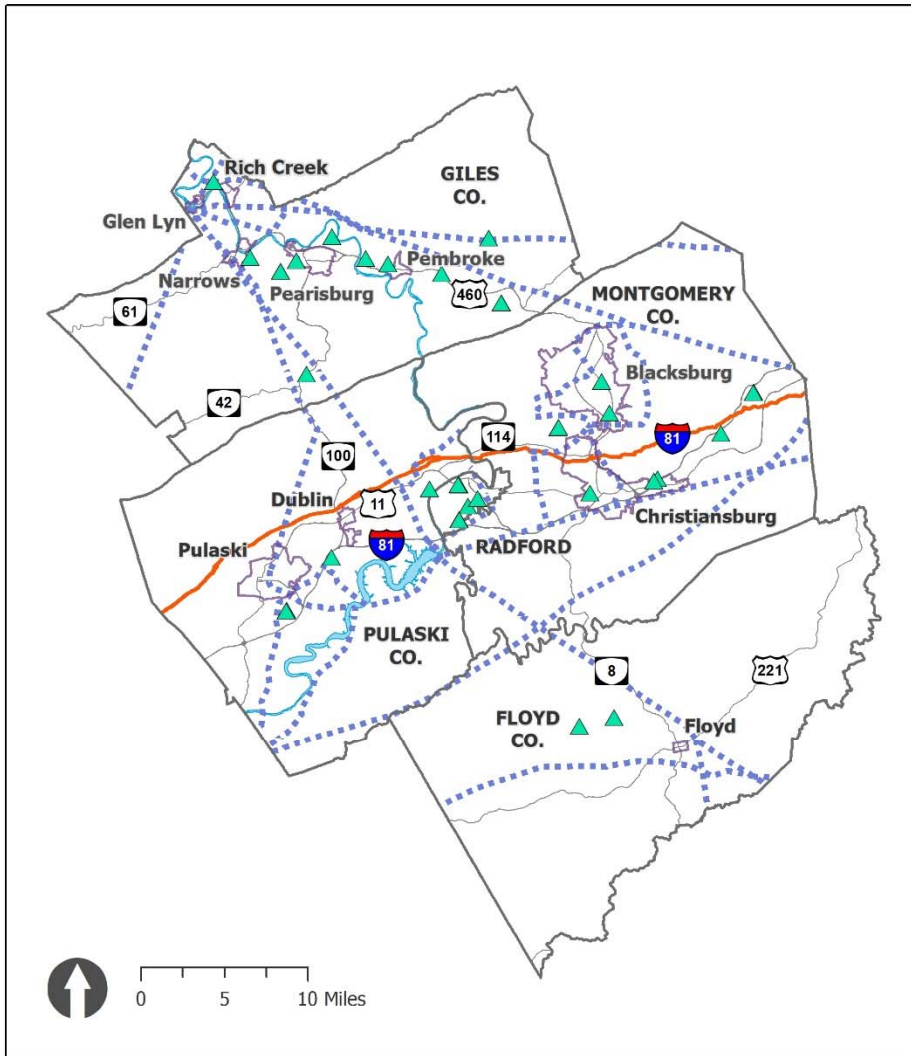 Rich Creek
GILES
CO.
Glen Lyn
Pembroke
Narrows
Pearisburg
460
MONTGOMERY
CO.
61
Blacksburg
42
114
81
100
Dublin
11
Christiansburg
81
RADFORD
Pulaski
PULASKI
CO.
8
221
FLOYD
CO.
Floyd
0 5 10 Miles